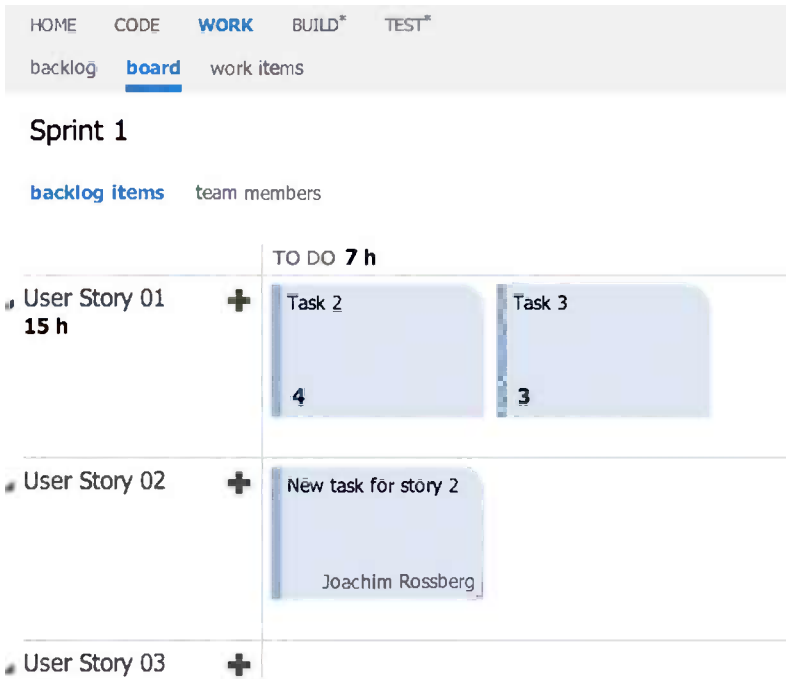 HOME CODE WORK BUILD* TEST*
backlog board work items
Sprint 1
backlog items team members
TO DO 7 h
User Story 01 Task 2 Task 3
15 h
4 3
User Story 02 New task for story 2
Joachim Rossberg
User Story 03